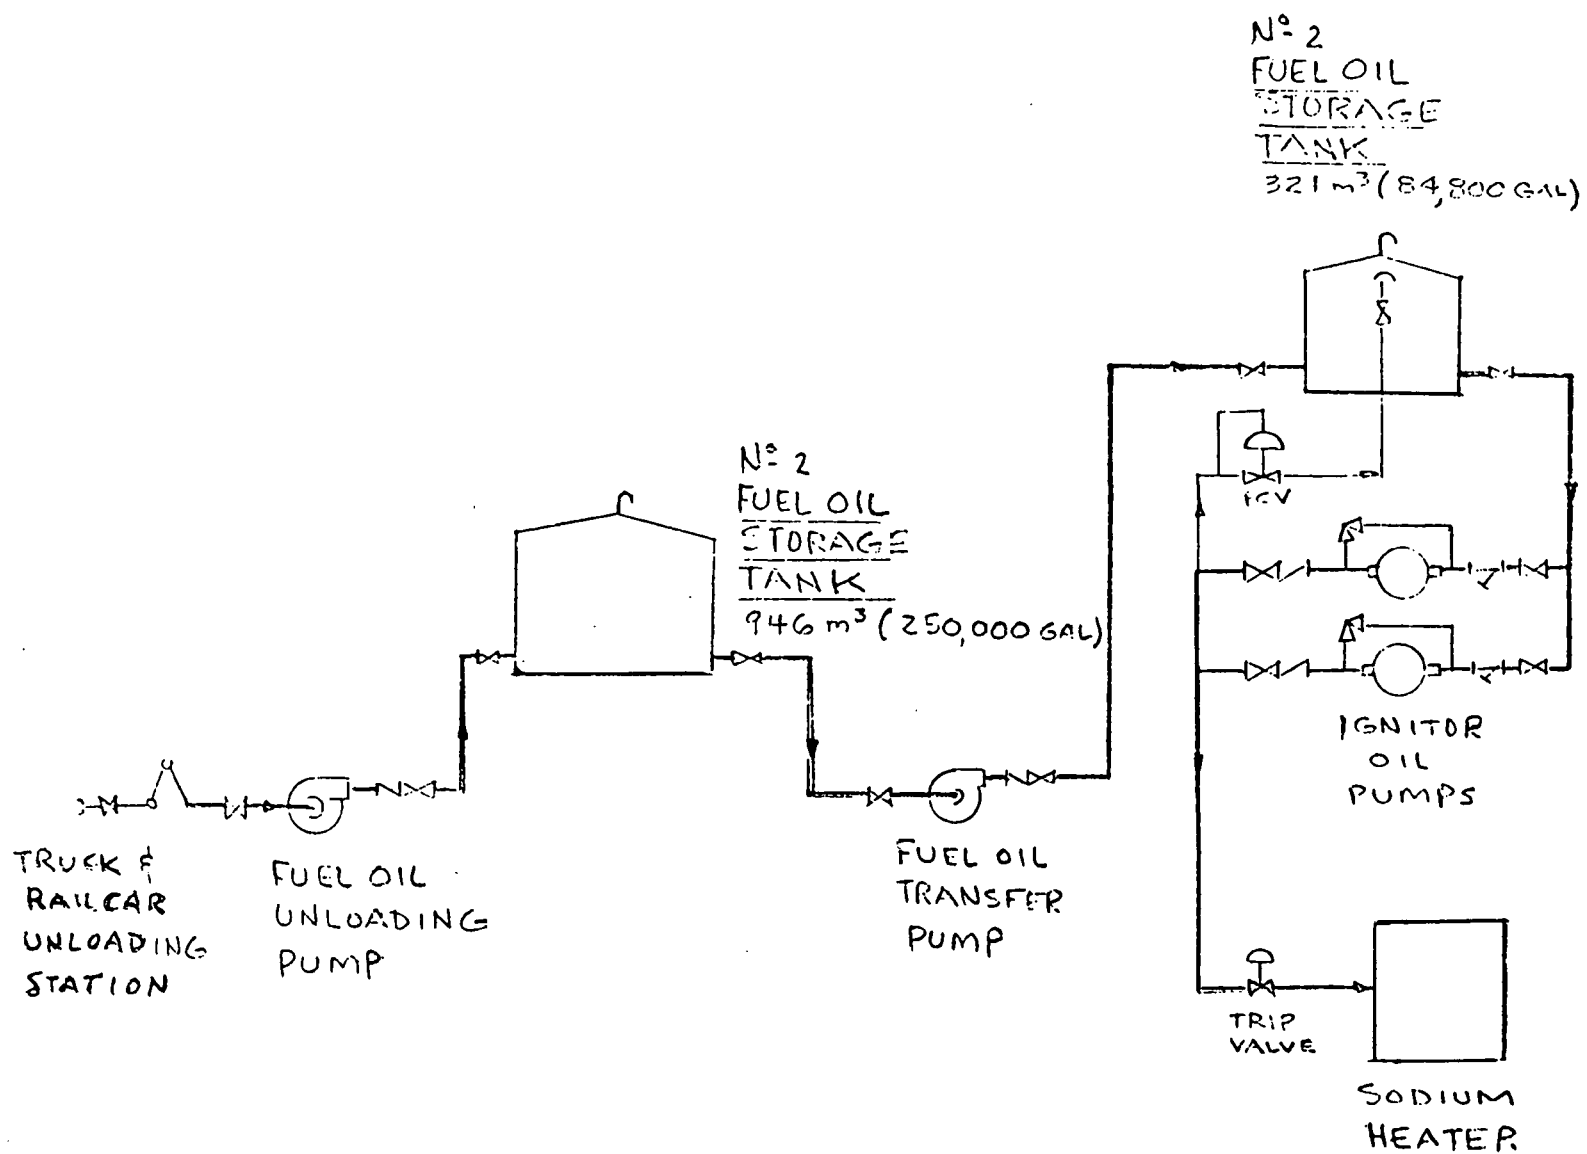 Nº 2
FUEL OIL
STORAGE
TANK
321 m³ (84,800 GAL)
Nº 2
FUEL OIL
STORAGE
TANK
946 m³ (250,000 GAL)
IGNITOR
OIL
PUMPS
TRUCK &
RAILCAR
UNLOADING
STATION
FUEL OIL
UNLOADING
PUMP
FUEL OIL
TRANSFER
PUMP
TRIP
VALVE
SODIUM
HEATER